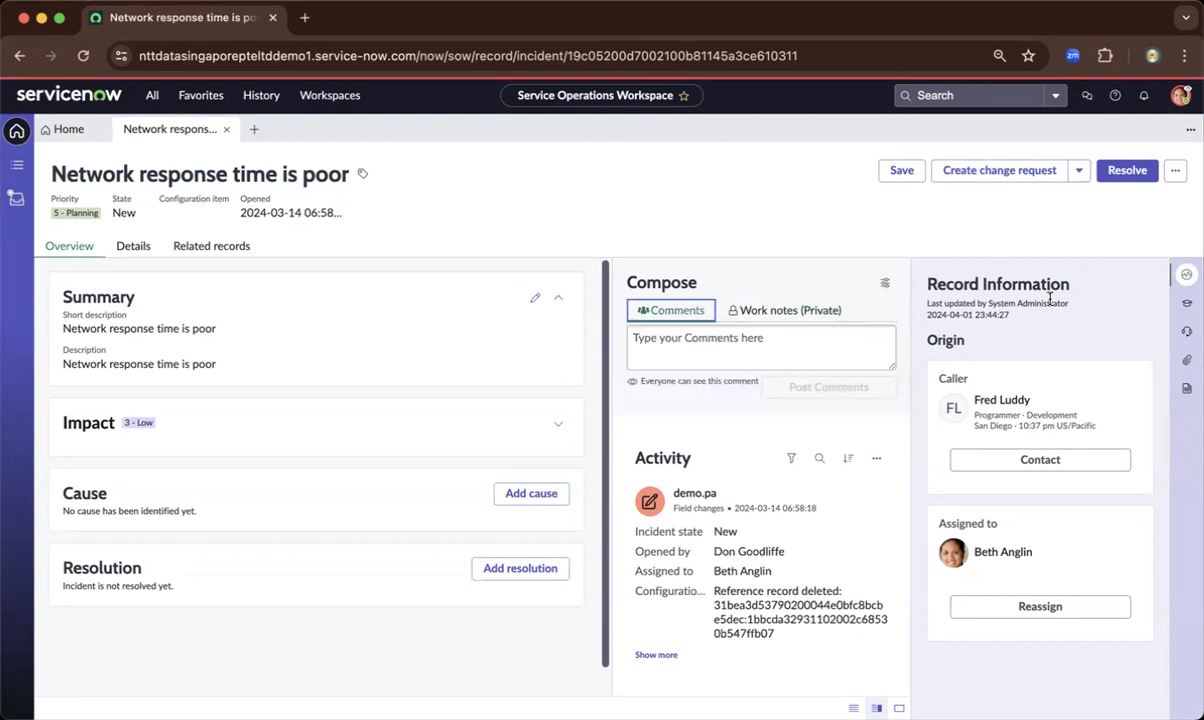 Network response time is po
nttdatasingaporepteltddemo1.service-now.com/now/sow/record/incident/19c05200d7002100b81145a3ce610311
zm
servicenow
All
Favorites
History
Workspaces
Service Operations Workspace
Search
Home
Network respons...
Network response time is poor
Save
Create change request
Resolve
Priority
State
Configuration item
Opened
5 - Planning
New
2024-03-14 06:58...
Overview
Details
Related records
Summary
Short description
Network response time is poor
Description
Network response time is poor
Impact
3 - Low
Cause
No cause has been identified yet.
Add cause
Resolution
Incident is not resolved yet.
Add resolution
Compose
Comments
Work notes (Private)
Type your Comments here
Everyone can see this comment
Post Comments
Activity
demo.pa
Field changes • 2024-03-14 06:58:18
Incident state New
Opened by Don Goodliffe
Assigned to Beth Anglin
Configuratio... Reference record deleted:
31bea3d53790200044e0bfc8bcb
e5dec:1bbcda32931102002c6853
0b547ffb07
Show more
Record Information
Last updated by System Administrator
2024-04-01 23:44:27
Origin
Caller
FL
Fred Luddy
Programmer · Development
San Diego · 10:37 pm US/Pacific
Contact
Assigned to
Beth Anglin
Reassign